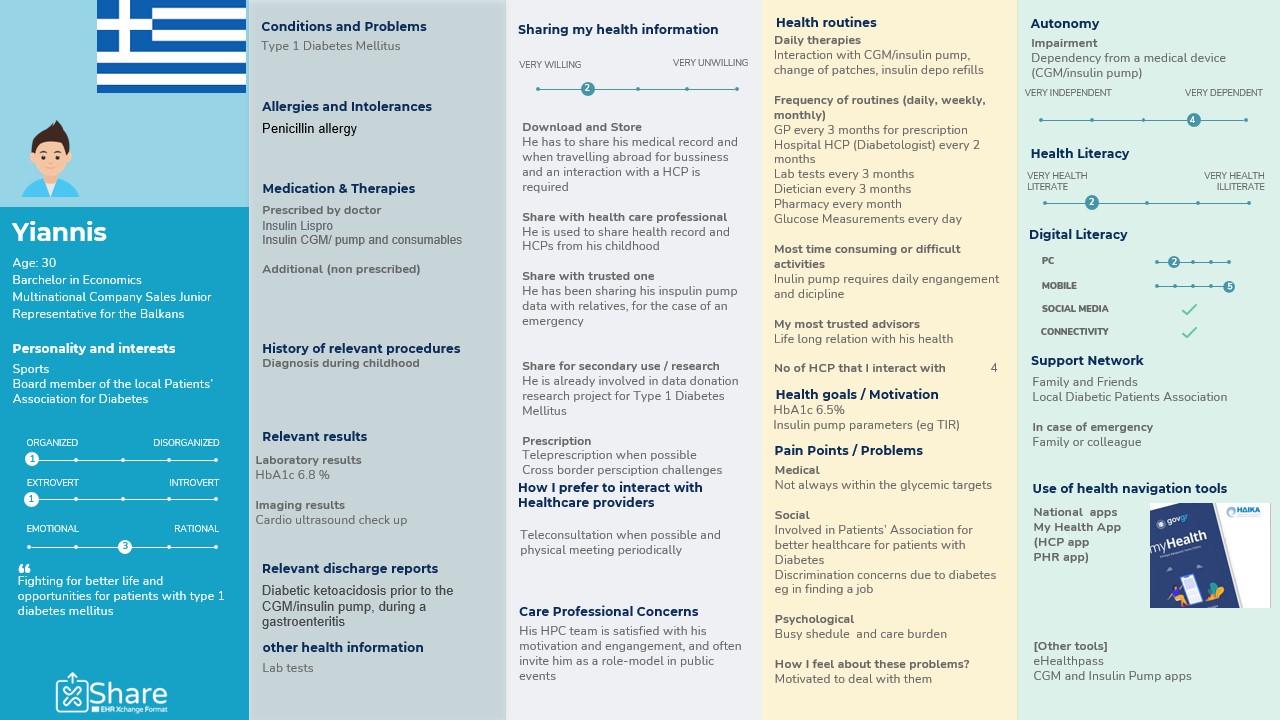 Yiannis
Age: 30
Barchelor in Economics
Multinational Company Sales Junior
Representative for the Balkans
Personality and interests
Sports
Board member of the local Patients'
Association for Diabetes
ORGANIZED DISORGANIZED
1
EXTROVERT INTROVERT
1
EMOTIONAL RATIONAL
3
“
Fighting for better life and
opportunities for patients with type 1
diabetes mellitus
Share
EHR Xchange Format
Conditions and Problems
Type 1 Diabetes Mellitus
Allergies and Intolerances
Penicillin allergy
Medication & Therapies
Prescribed by doctor
Insulin Lispro
Insulin CGM/ pump and consumables
Additional (non prescribed)
History of relevant procedures
Diagnosis during childhood
Relevant results
Laboratory results
HbA1c 6.8 %
Imaging results
Cardio ultrasound check up
Relevant discharge reports
Diabetic ketoacidosis prior to the
CGM/insulin pump, during a
gastroenteritis
other health information
Lab tests
Sharing my health information
VERY WILLING VERY UNWILLING
2
Download and Store
He has to share his medical record and
when travelling abroad for bussiness
and an interaction with a HCP is
required
Share with health care professional
He is used to share health record and
HCPs from his childhood
Share with trusted one
He has been sharing his inspulin pump
data with relatives, for the case of an
emergency
Share for secondary use / research
He is already involved in data donation
research project for Type 1 Diabetes
Mellitus
Prescription
Teleprescription when possible
Cross border persciption challenges
How I prefer to interact with
Healthcare providers
Teleconsultation when possible and
physical meeting periodically
Care Professional Concerns
His HPC team is satisfied with his
motivation and engangement, and often
invite him as a role-model in public
events
Health routines
Daily therapies
Interaction with CGM/insulin pump,
change of patches, insulin depo refills
Frequency of routines (daily, weekly,
monthly)
GP every 3 months for prescription
Hospital HCP (Diabetologist) every 2
months
Lab tests every 3 months
Dietician every 3 months
Pharmacy every month
Glucose Measurements every day
Most time consuming or difficult
activities
Inulin pump requires daily engangement
and dicipline
My most trusted advisors
Life long relation with his health
No of HCP that I interact with 4
Health goals / Motivation
HbA1c 6.5%
Insulin pump parameters (eg TIR)
Pain Points / Problems
Medical
Not always within the glycemic targets
Social
Involved in Patients' Association for
better healthcare for patients with
Diabetes
Discrimination concerns due to diabetes
eg in finding a job
Psychological
Busy shedule and care burden
How I feel about these problems?
Motivated to deal with them
Autonomy
Impairment
Dependency from a medical device
(CGM/insulin pump)
VERY INDEPENDENT VERY DEPENDENT
4
Health Literacy
VERY HEALTH VERY HEALTH
LITERATE ILLITERATE
2
Digital Literacy
PC 2
MOBILE 5
SOCIAL MEDIA
CONNECTIVITY
Support Network
Family and Friends
Local Diabetic Patients Association
In case of emergency
Family or colleague
Use of health navigation tools
National apps
My Health App
(HCP app
PHR app)
govgr
myHealth
ΗΔΙΚΑ
[Other tools]
eHealthpass
CGM and Insulin Pump apps